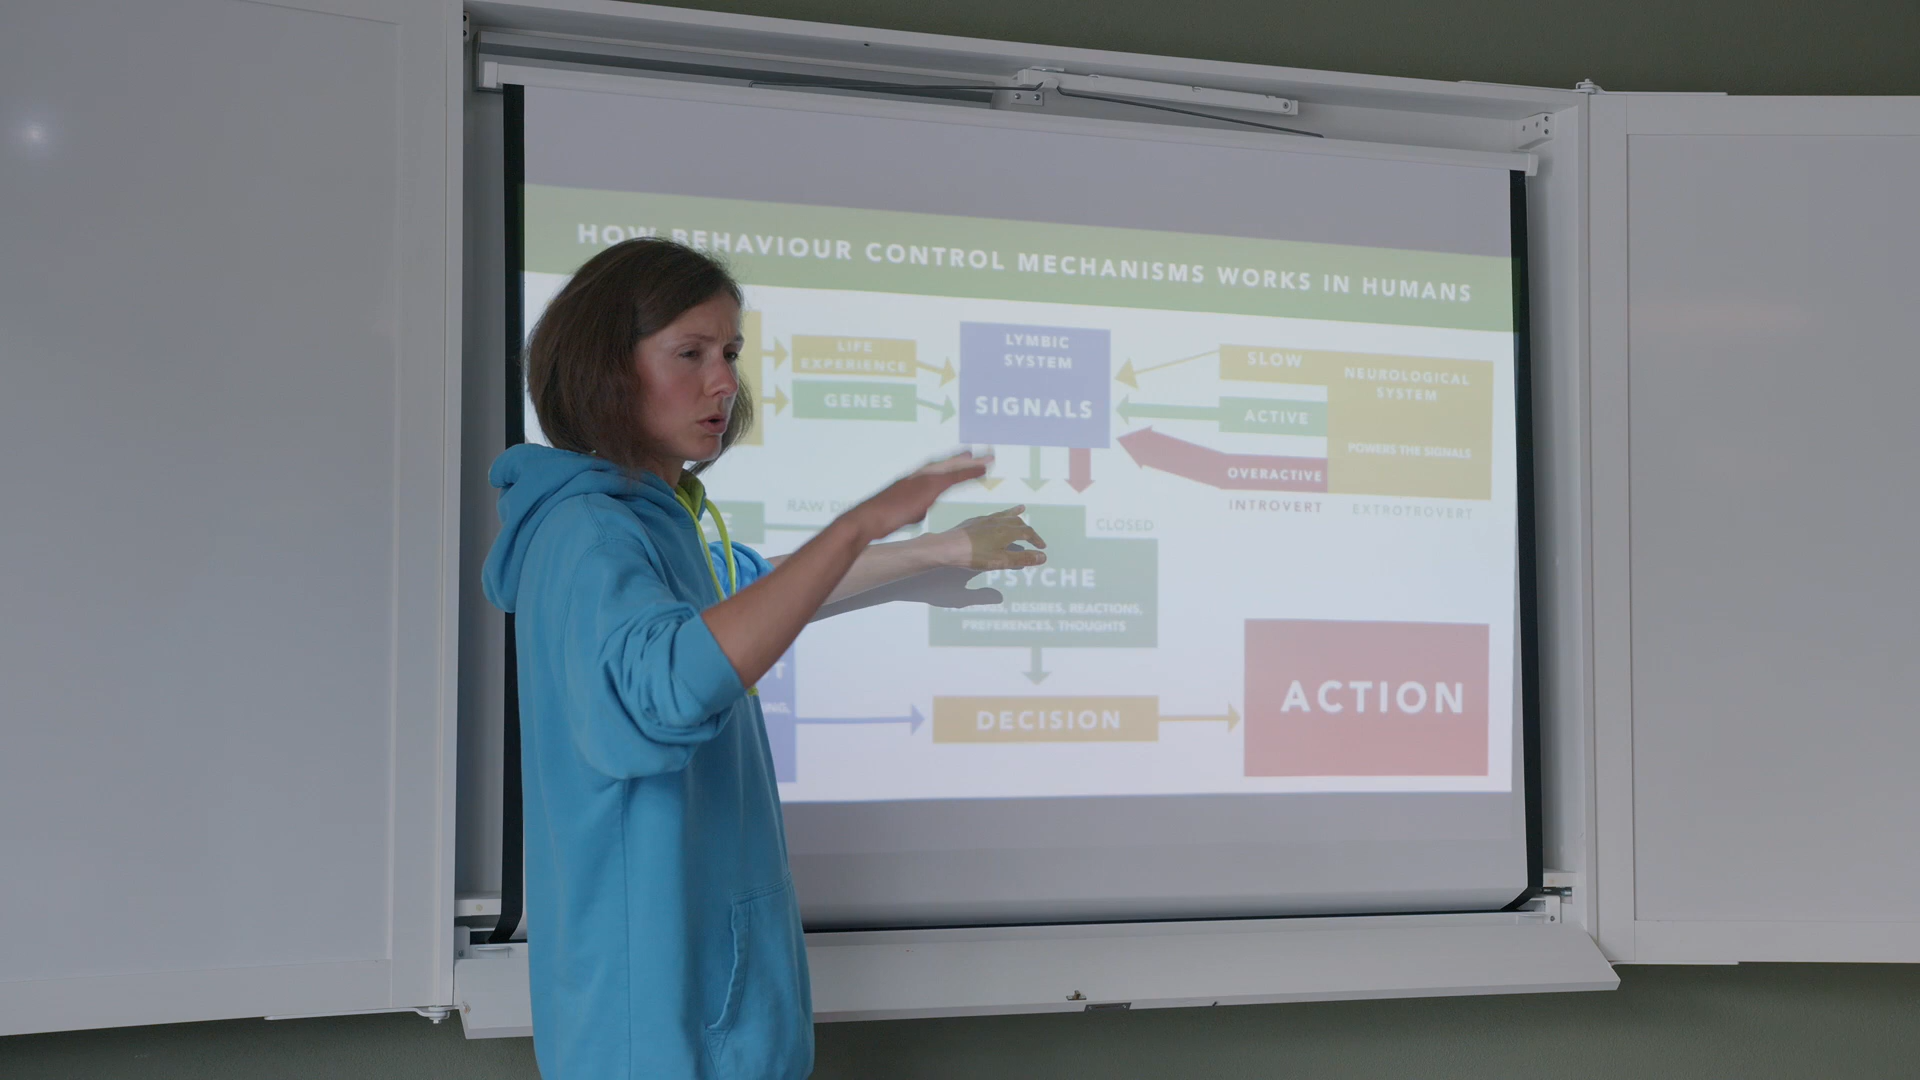 HOW BEHAVIOUR CONTROL MECHANISMS WORKS IN HUMANS
LIFE
EXPERIENCE
GENES
LYMBIC
SYSTEM
SIGNALS
SLOW
ACTIVE
OVERACTIVE
NEUROLOGICAL
SYSTEM
POWERS THE SIGNALS
INTROVERT
EXTROTROVERT
RAW
CLOSED
PSYCHE
DESIRES, REACTIONS,
PREFERENCES, THOUGHTS
DECISION
ACTION